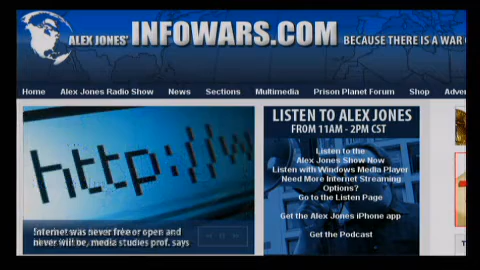 ALEX JONES' INFOWARS.COM BECAUSE THERE IS A WAR
Home Alex Jones Radio Show News Sections Multimedia Prison Planet Forum Shop Adver
http://w
Internet was never free or open and
never will be, media studies prof. says
LISTEN TO ALEX JONES
FROM 11AM - 2PM CST
Listen to the
Alex Jones Show Now
Listen with Windows Media Player
Need More Internet Streaming
Options?
Go to the Listen Page
Get the Alex Jones iPhone app
Get the Podcast